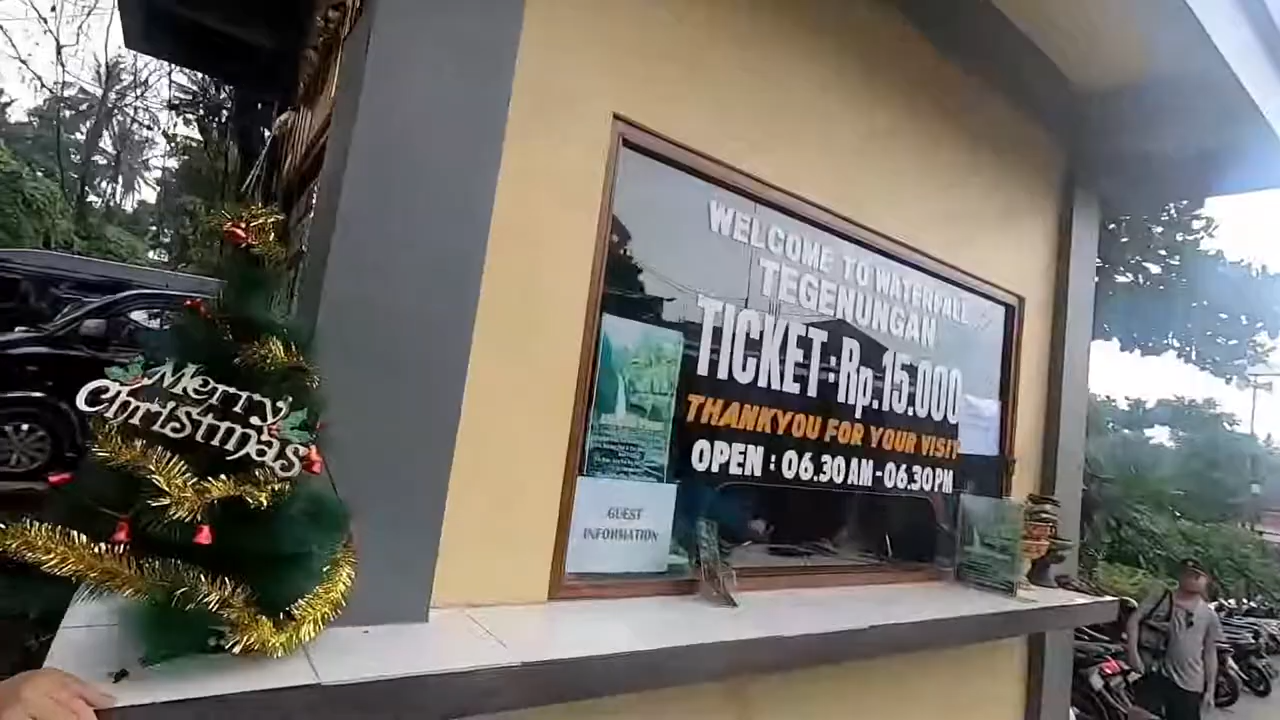 Merry
Christmas
WELCOME TO WATERFALL
TEGENUNGAN
TICKET : Rp.15.000
THANKYOU FOR YOUR VISIT
OPEN : 06.30 AM - 06.30 PM
GUEST
INFORMATION